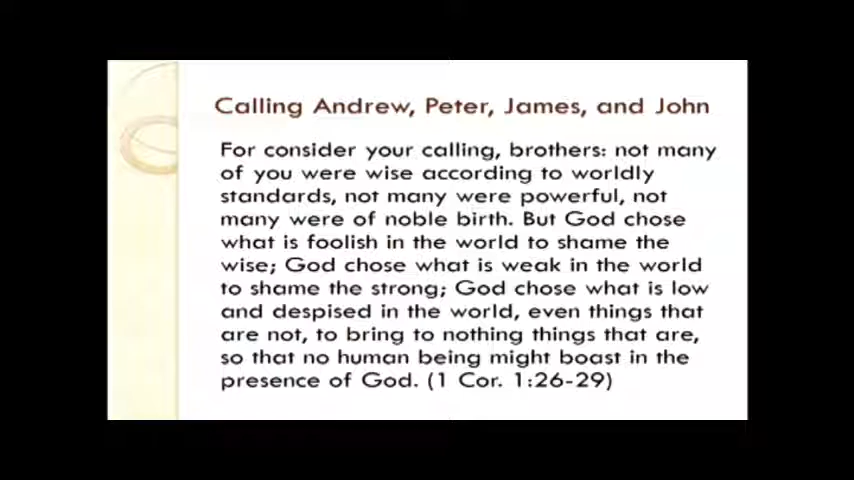 Calling Andrew, Peter, James, and John
For consider your calling, brothers: not many
of you were wise according to worldly
standards, not many were powerful, not
many were of noble birth. But God chose
what is foolish in the world to shame the
wise; God chose what is weak in the world
to shame the strong; God chose what is low
and despised in the world, even things that
are not, to bring to nothing things that are,
so that no human being might boast in the
presence of God. (1 Cor. 1:26-29)